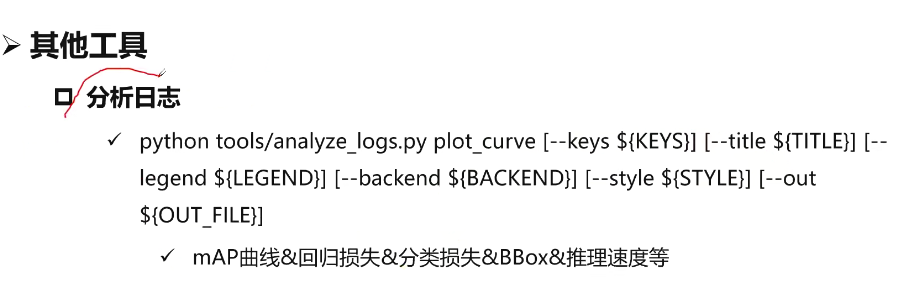 其他工具
分析日志
python tools/analyze_logs.py plot_curve [--keys ${KEYS}] [--title ${TITLE}] [--
legend ${LEGEND}] [--backend ${BACKEND}] [--style ${STYLE}] [--out
${OUT_FILE}]
mAP曲线&回归损失&分类损失&BBox&推理速度等